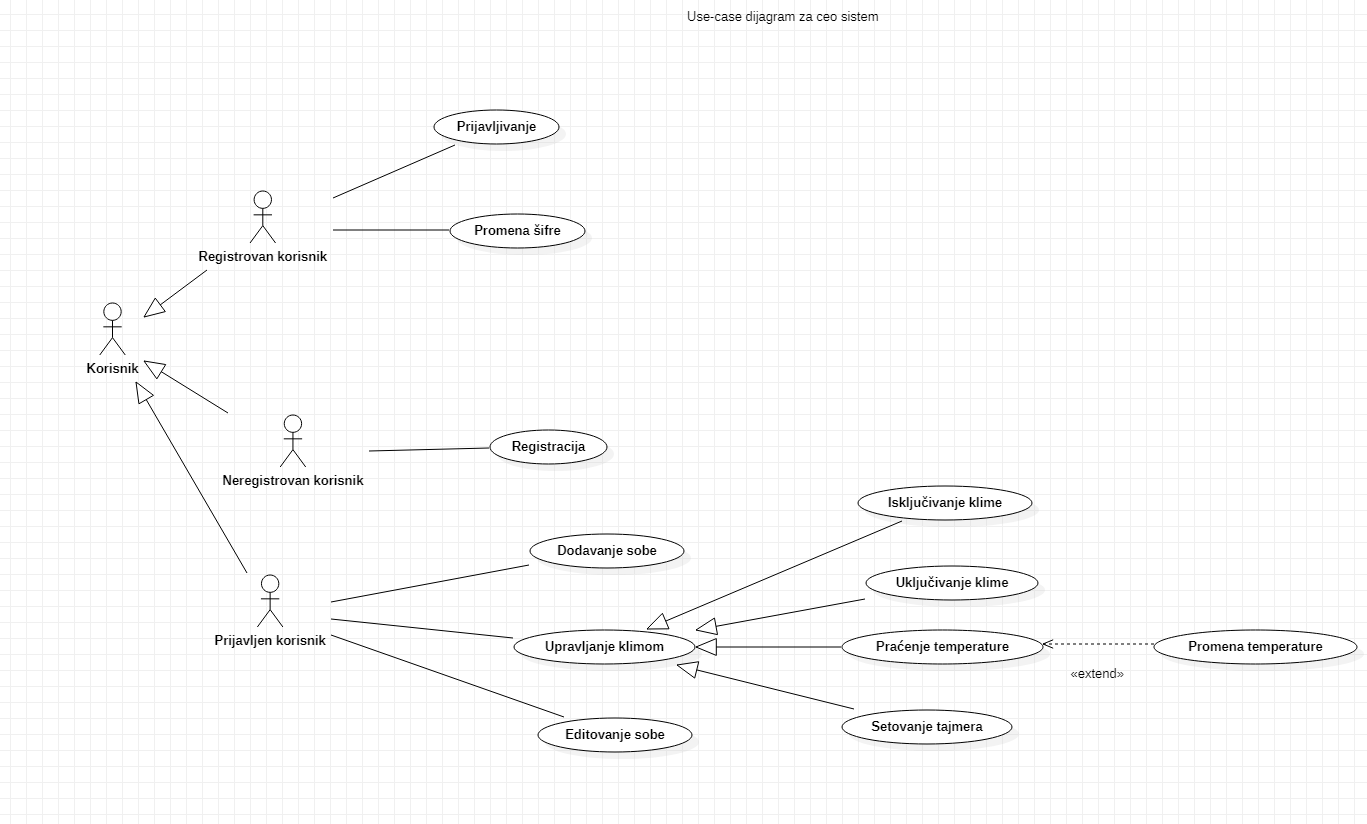 Use-case dijagram za ceo sistem
Prijavljivanje
Promena šifre
Registrovan korisnik
Korisnik
Registracija
Neregistrovan korisnik
Isključivanje klime
Dodavanje sobe
Uključivanje klime
Prijavljen korisnik
Upravljanje klimom
Praćenje temperature
Promena temperature
«extend»
Setovanje tajmera
Editovanje sobe